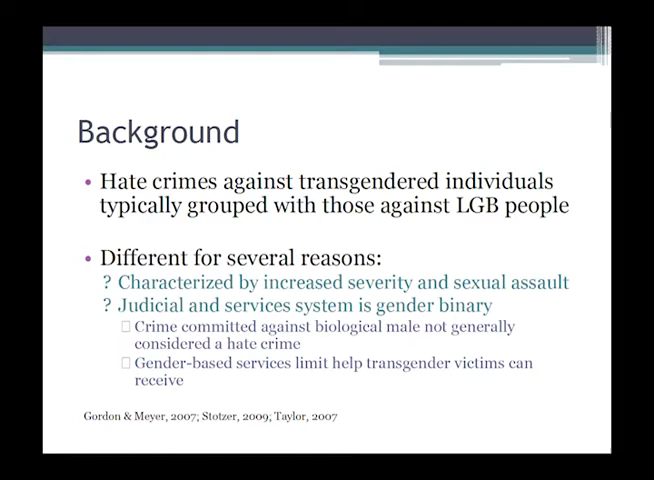 Background
• Hate crimes against transgendered individuals
typically grouped with those against LGB people
• Different for several reasons:
? Characterized by increased severity and sexual assault
? Judicial and services system is gender binary
□ Crime committed against biological male not generally
considered a hate crime
□ Gender-based services limit help transgender victims can
receive
Gordon & Meyer, 2007; Stotzer, 2009; Taylor, 2007